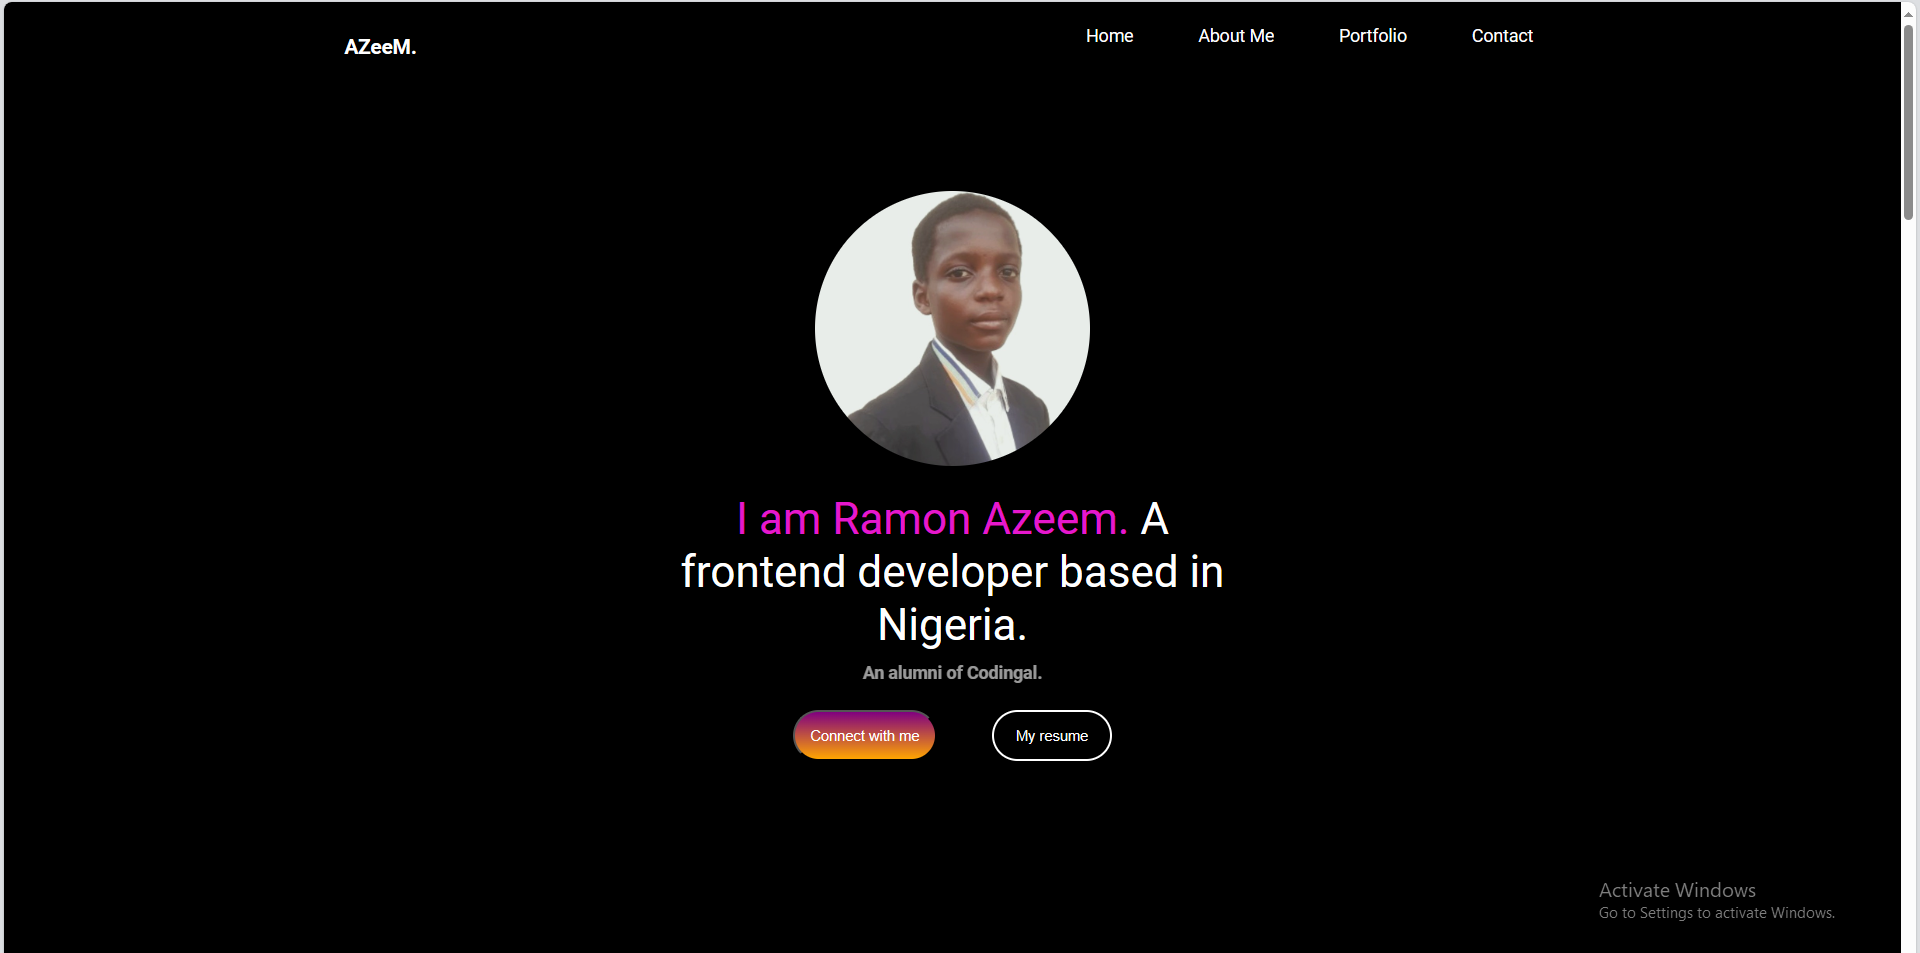 AZeeM.
Home
About Me
Portfolio
Contact
I am Ramon Azeem. A
frontend developer based in
Nigeria.
An alumni of Codingal.
Connect with me
My resume
Activate Windows
Go to Settings to activate Windows.